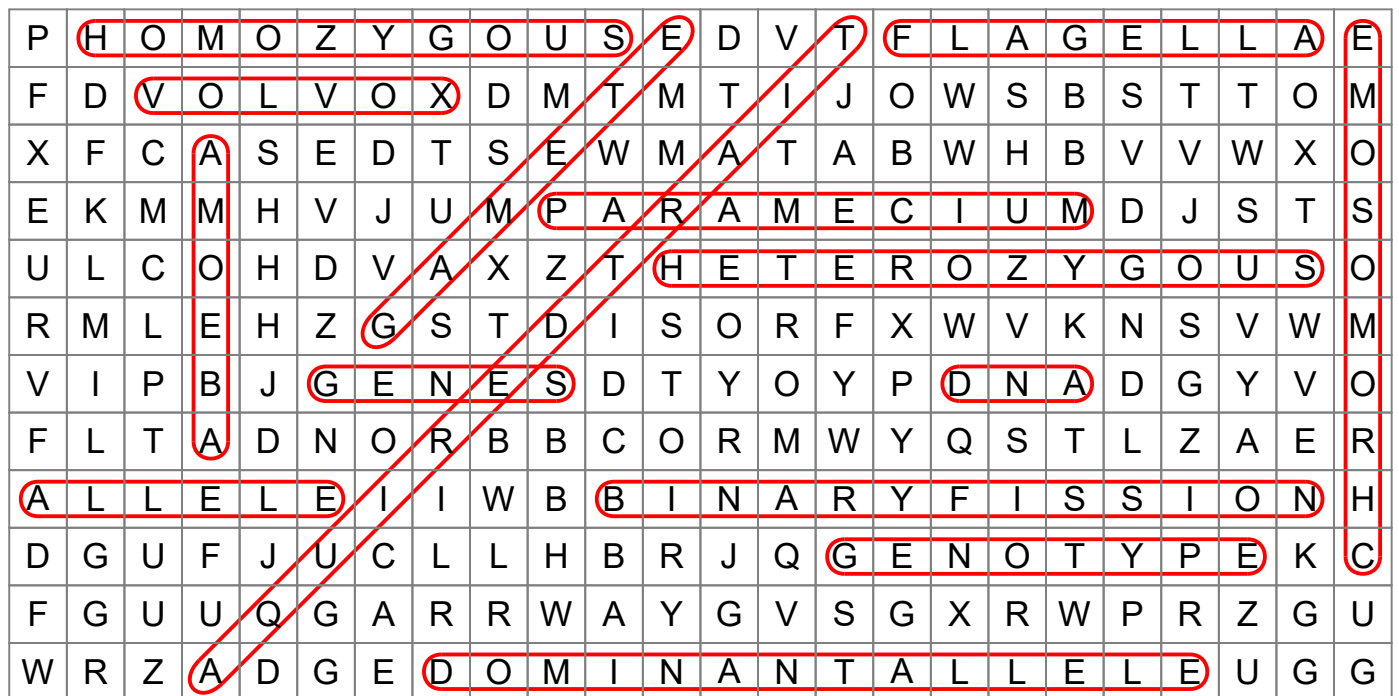 P H O M O Z Y G O U S E D V T F L A G E L L A E
F D V O L V O X D M T M T I J O W S B S T T O M
X F C A S E D T S E W M A T A B W H B V V W X O
E K M M H V J U M P A R A M E C I U M D J S T S
U L C O H D V A X Z T H E T E R O Z Y G O U S O
R M L E H Z G S T D I S O R F X W V K N S V W M
V I P B J G E N E S D T Y O Y P D N A D G Y V O
F L T A D N O R B B C O R M W Y Q S T L Z A E R
A L L E L E I I W B B I N A R Y F I S S I O N H
D G U F J U C L L H B R J Q G E N O T Y P E K C
F G U U Q G A R R W A Y G V S G X R W P R Z G U
W R Z A D G E D O M I N A N T A L L E L E U G G